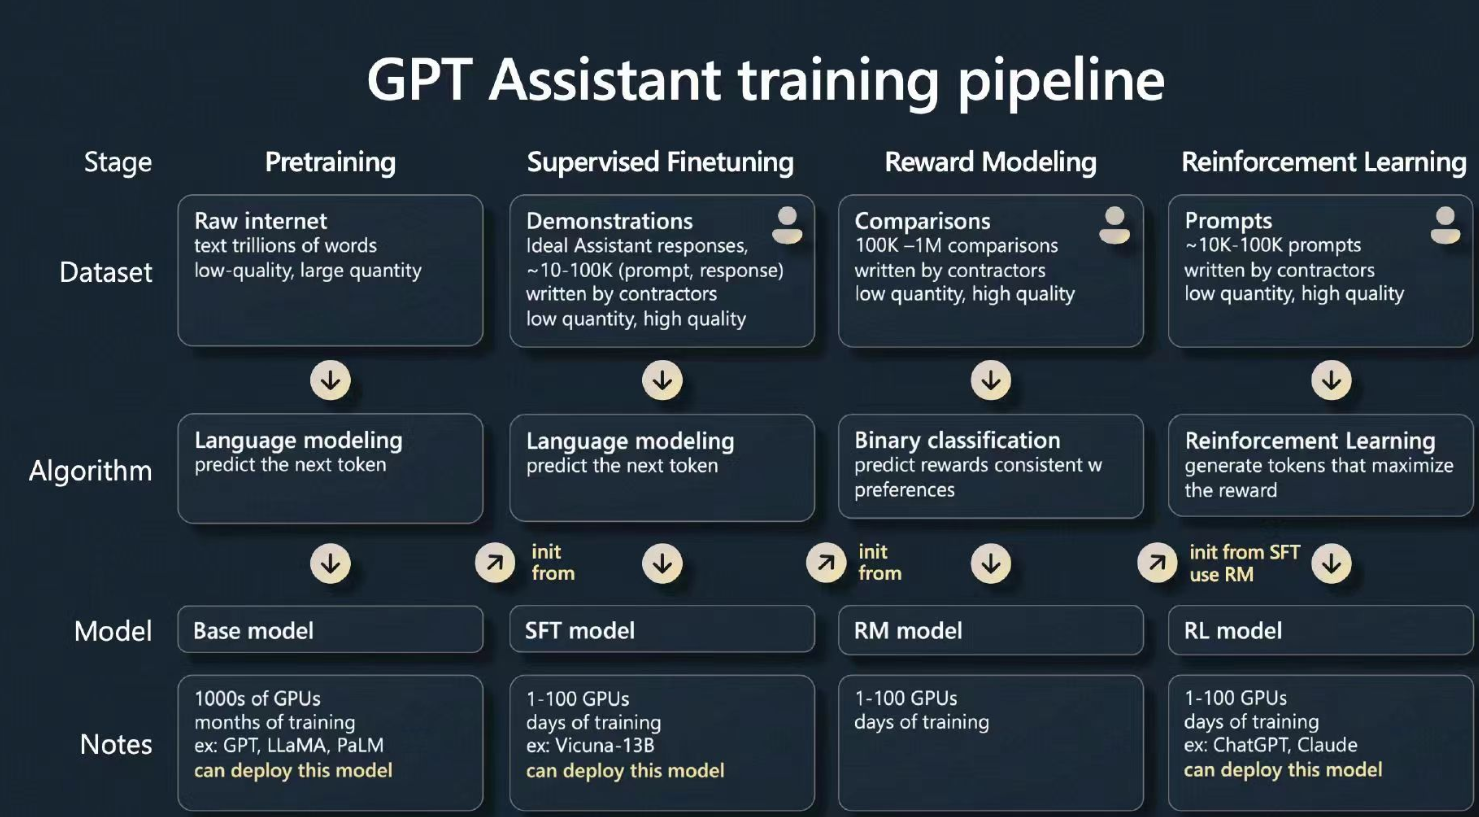 GPT Assistant training pipeline
Stage
Pretraining
Supervised Finetuning
Reward Modeling
Reinforcement Learning
Dataset
Raw internet
text trillions of words
low-quality, large quantity
Demonstrations
Ideal Assistant responses,
~10-100K (prompt, response)
written by contractors
low quantity, high quality
Comparisons
100K –1M comparisons
written by contractors
low quantity, high quality
Prompts
~10K-100K prompts
written by contractors
low quantity, high quality
Algorithm
Language modeling
predict the next token
Language modeling
predict the next token
Binary classification
predict rewards consistent w
preferences
Reinforcement Learning
generate tokens that maximize
the reward
init
from
init
from
init from SFT
use RM
Model
Base model
SFT model
RM model
RL model
Notes
1000s of GPUs
months of training
ex: GPT, LLaMA, PaLM
can deploy this model
1-100 GPUs
days of training
ex: Vicuna-13B
can deploy this model
1-100 GPUs
days of training
1-100 GPUs
days of training
ex: ChatGPT, Claude
can deploy this model